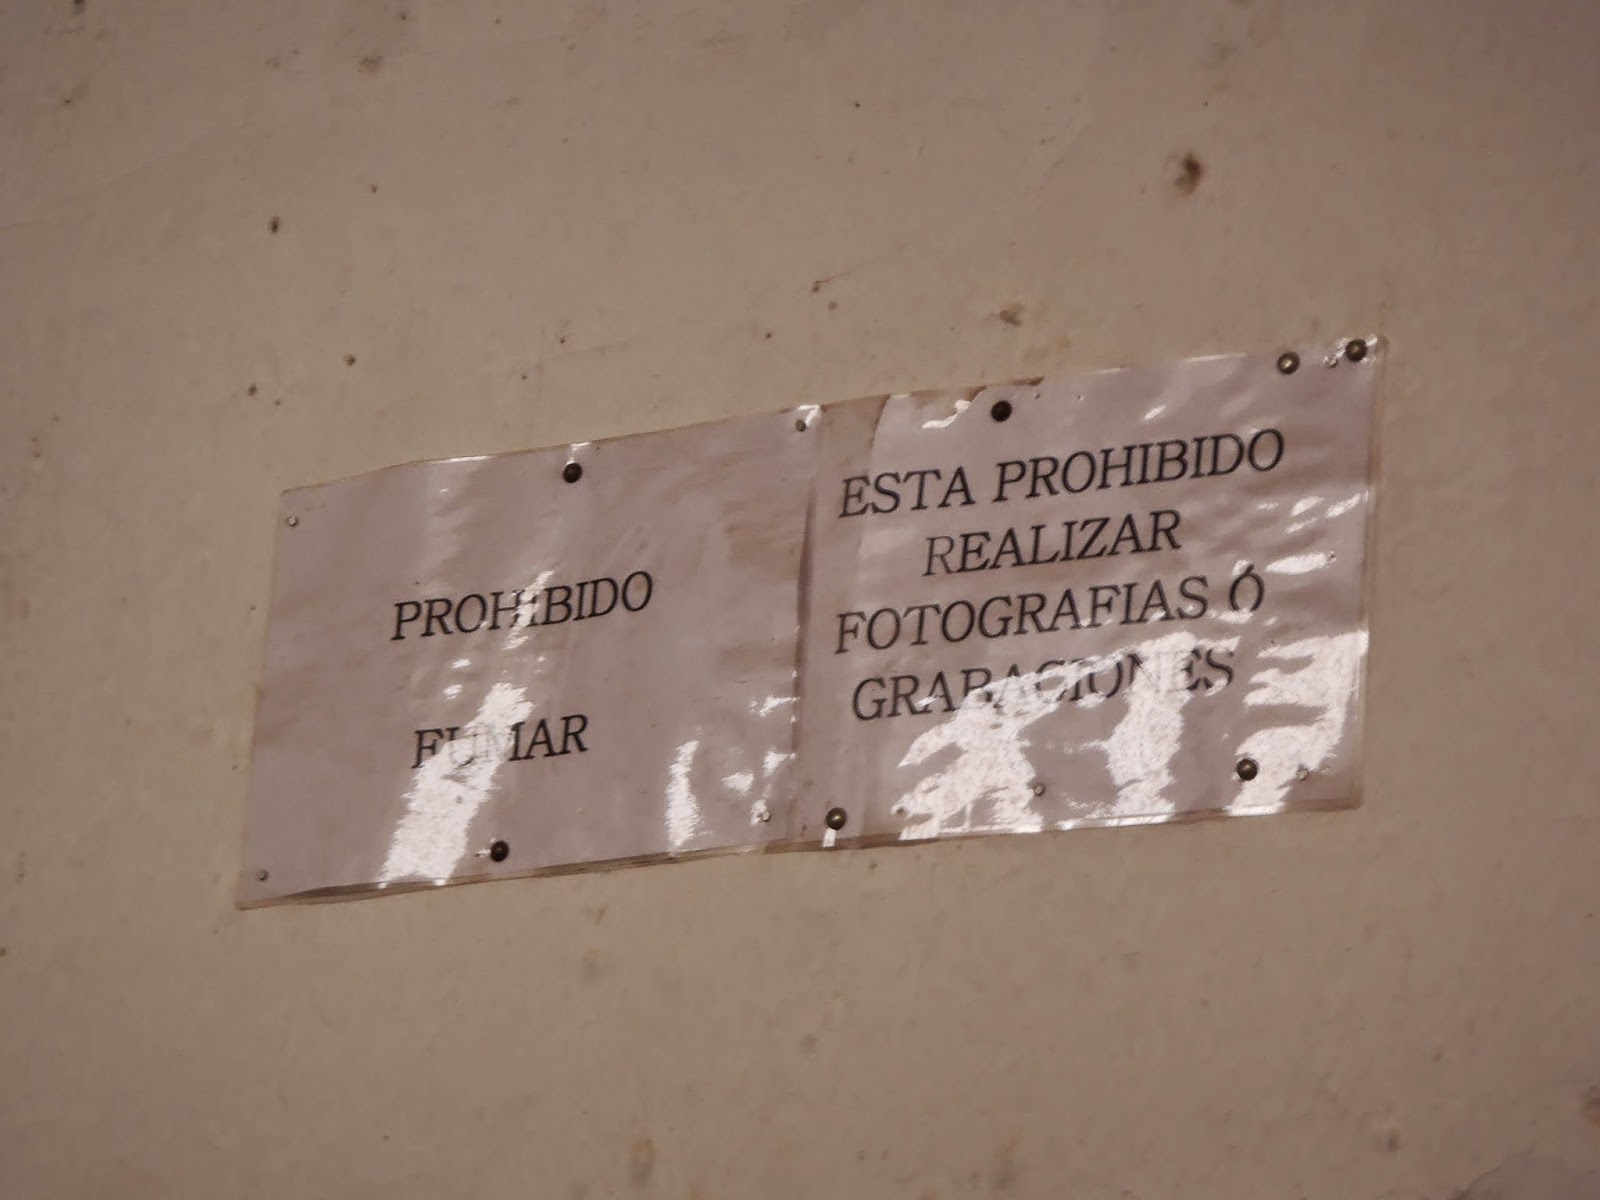 PROHIBIDO
FUMAR
ESTA PROHIBIDO
REALIZAR
FOTOGRAFIAS Ó
GRABACIONES